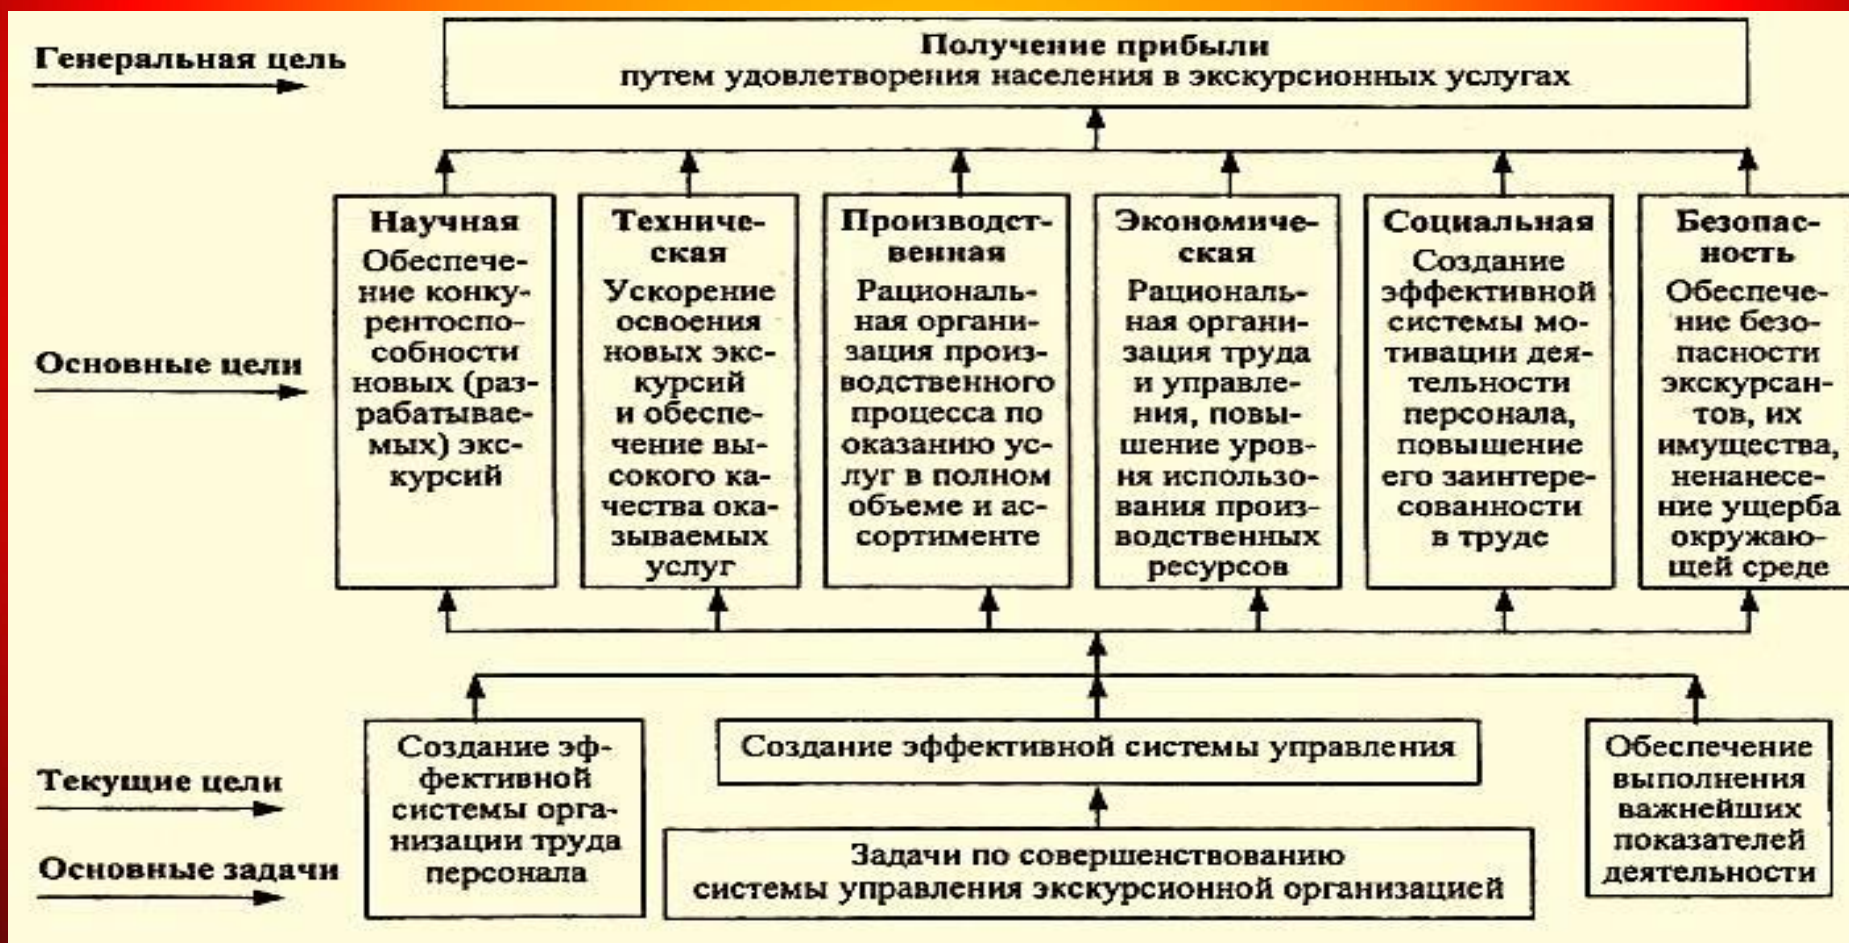 Генеральная цель
Получение прибыли
путем удовлетворения населения в экскурсионных услугах
Основные цели
Научная
Обеспече-
ние конку-
рентоспо-
собности
новых (раз-
рабатывае-
мых) экс-
курсий
Техниче-
ская
Ускорение
освоения
новых экс-
курсий
и обеспе-
чение вы-
сокого ка-
чества ока-
зываемых
услуг
Производст-
венная
Рациональ-
ная органи-
зация произ-
водственного
процесса по
оказанию ус-
луг в полном
объеме и ас-
сортименте
Экономиче-
ская
Рациональ-
ная органи-
зация труда
и управле-
ния, повы-
шение уров-
ня использо-
вания произ-
водственных
ресурсов
Социальная
Создание
эффективной
системы мо-
тивации дея-
тельности
персонала,
повышение
его заинтере-
сованности
в труде
Безопас-
ность
Обеспече-
ние безо-
пасности
экскурсан-
тов, их
имущества,
ненанесе-
ние ущерба
окружаю-
щей среде
Текущие цели
Создание эф-
фективной
системы орга-
низации труда
персонала
Создание эффективной системы управления
Обеспечение
выполнения
важнейших
показателей
деятельности
Основные задачи
Задачи по совершенствованию
системы управления экскурсионной организацией